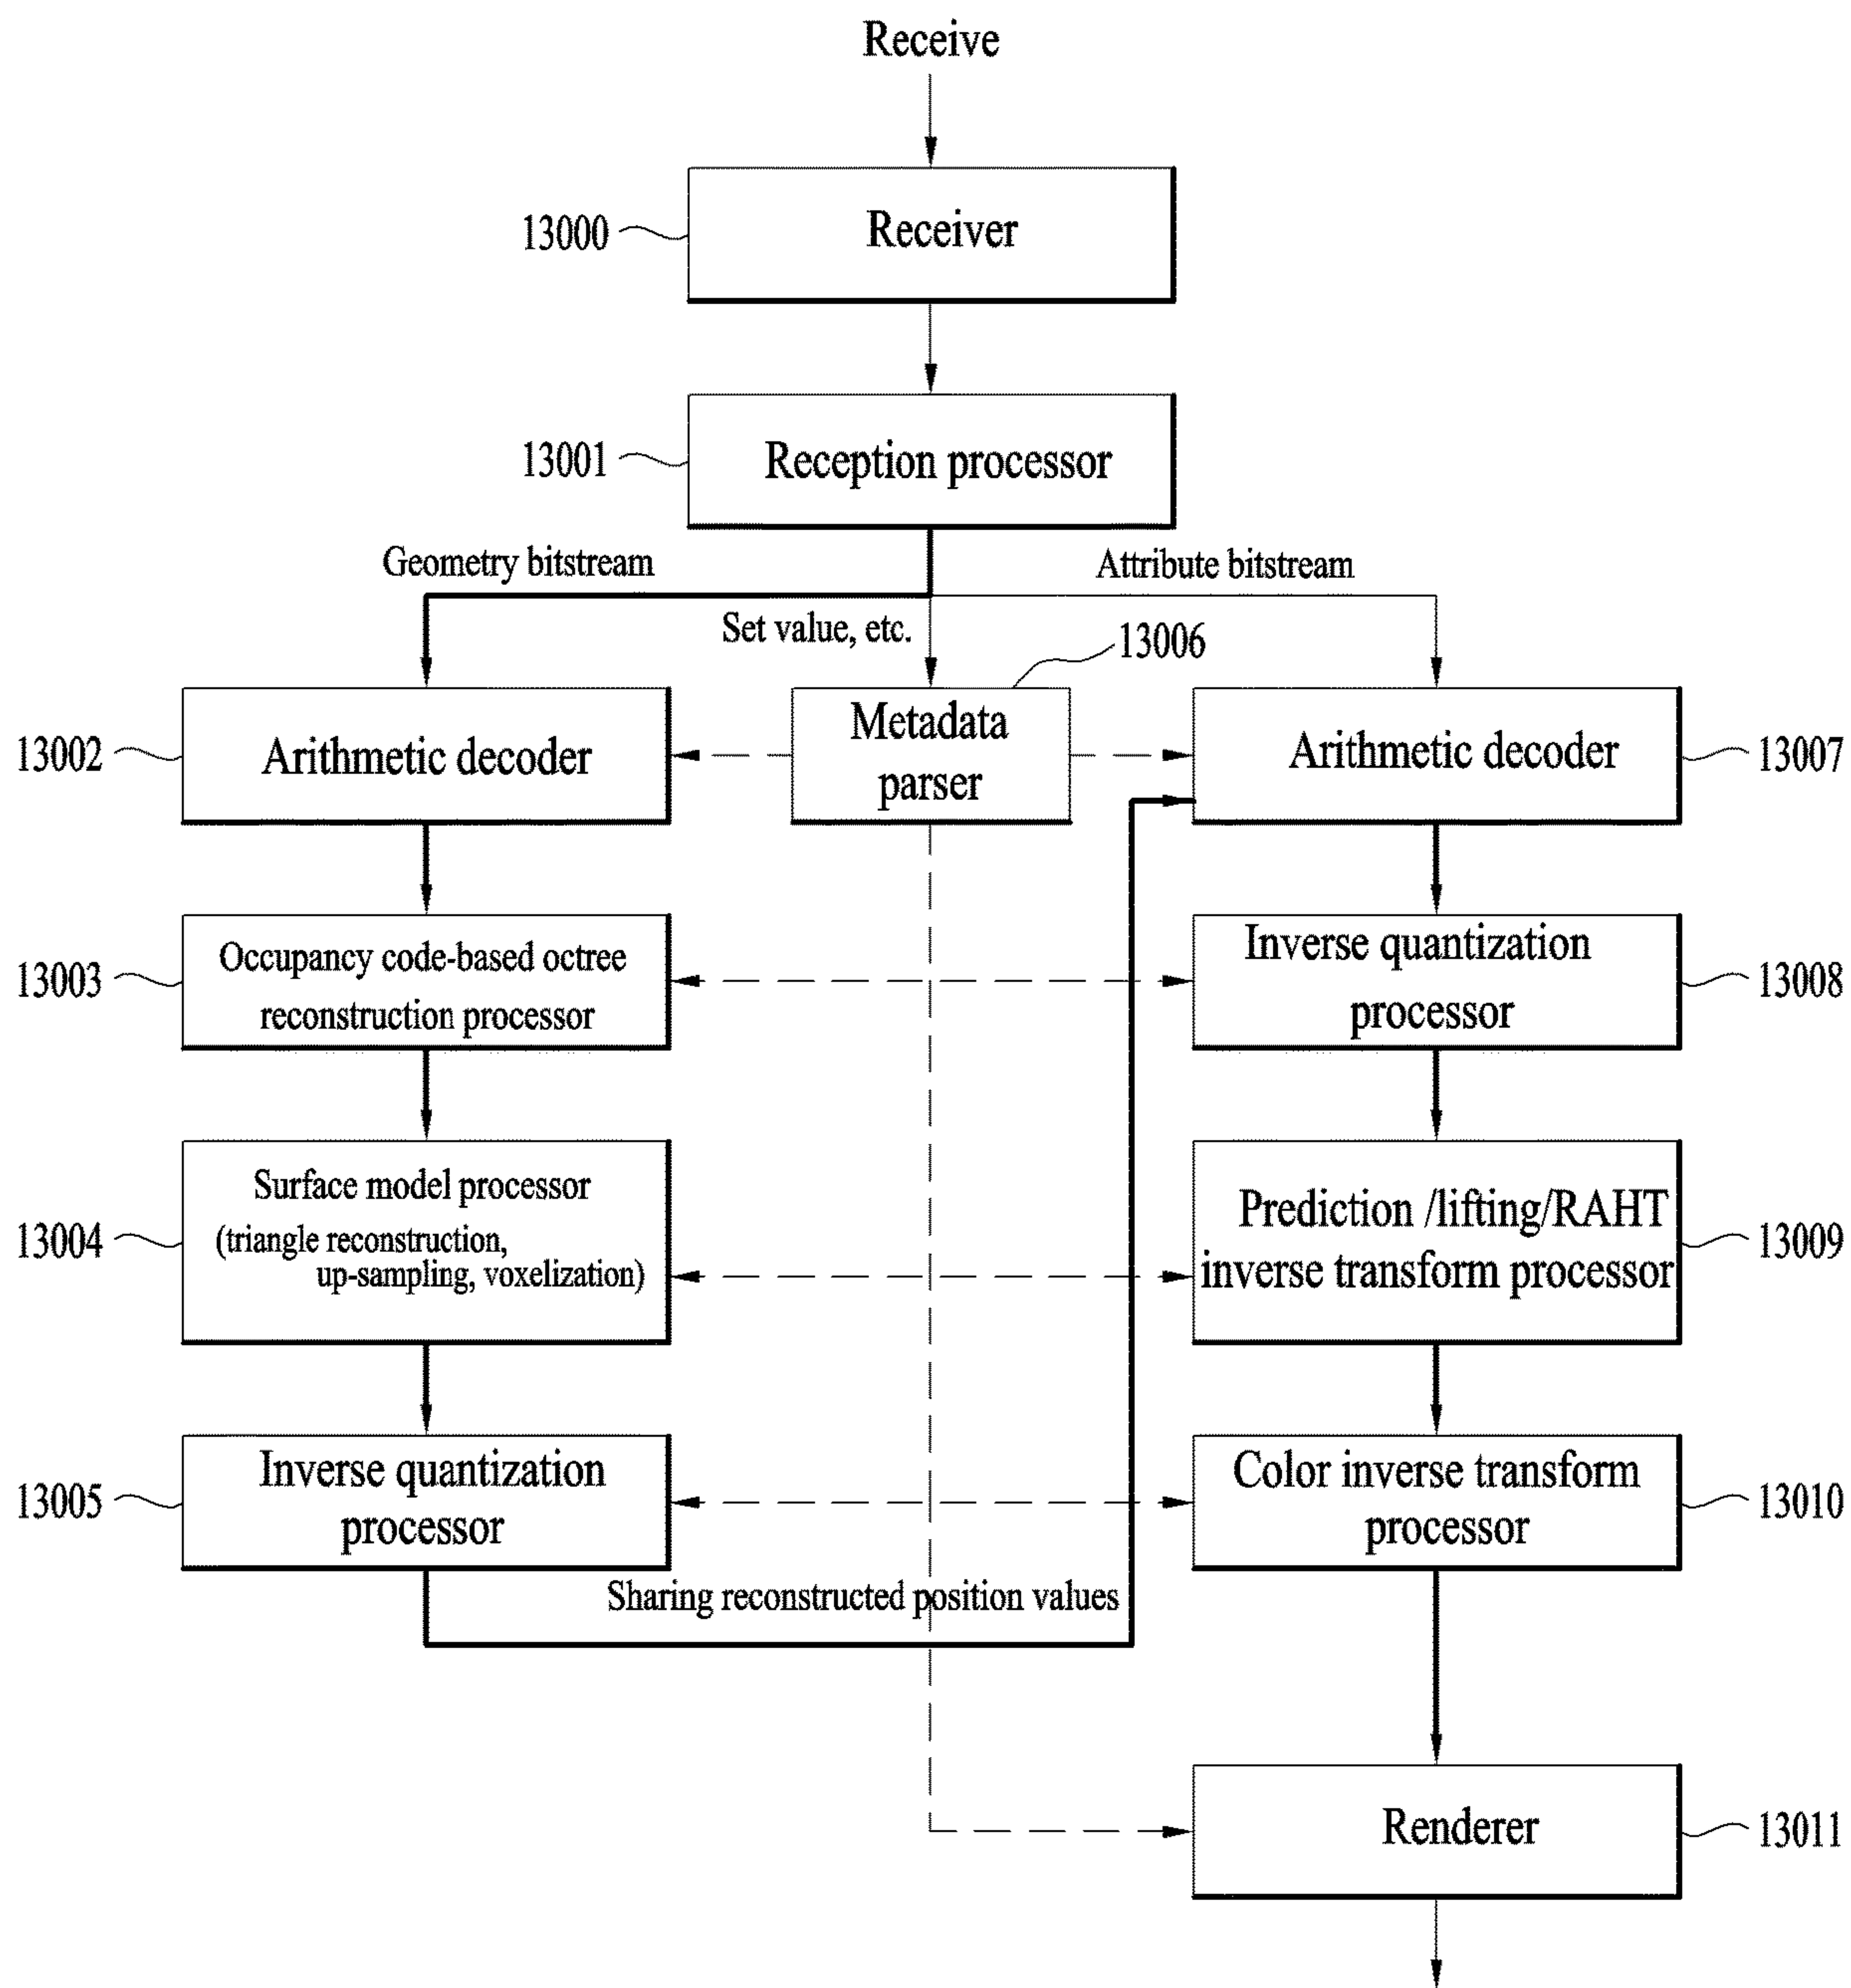 Receive
13000
Receiver
13001
Reception processor
Geometry bitstream
Attribute bitstream
Set value, etc.
13006
13002
Arithmetic decoder
Metadata
parser
Arithmetic decoder
13007
13003
Occupancy code-based octree
reconstruction processor
Inverse quantization
processor
13008
13004
Surface model processor
(triangle reconstruction,
up-sampling, voxelization)
Prediction /lifting/RAHT
inverse transform processor
13009
13005
Inverse quantization
processor
Color inverse transform
processor
13010
Sharing reconstructed position values
Renderer
13011